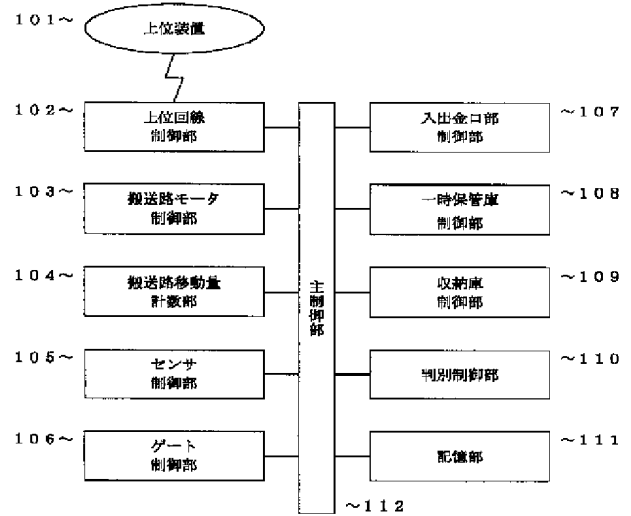 101～
上位装置
102～
上位回線
制御部
103～
搬送路モータ
制御部
104～
搬送路移動量
計数部
105～
センサ
制御部
106～
ゲート
制御部
主制御部
～112
入出金口部
制御部
～107
一時保管庫
制御部
～108
収納庫
制御部
～109
判別制御部
～110
記憶部
～111